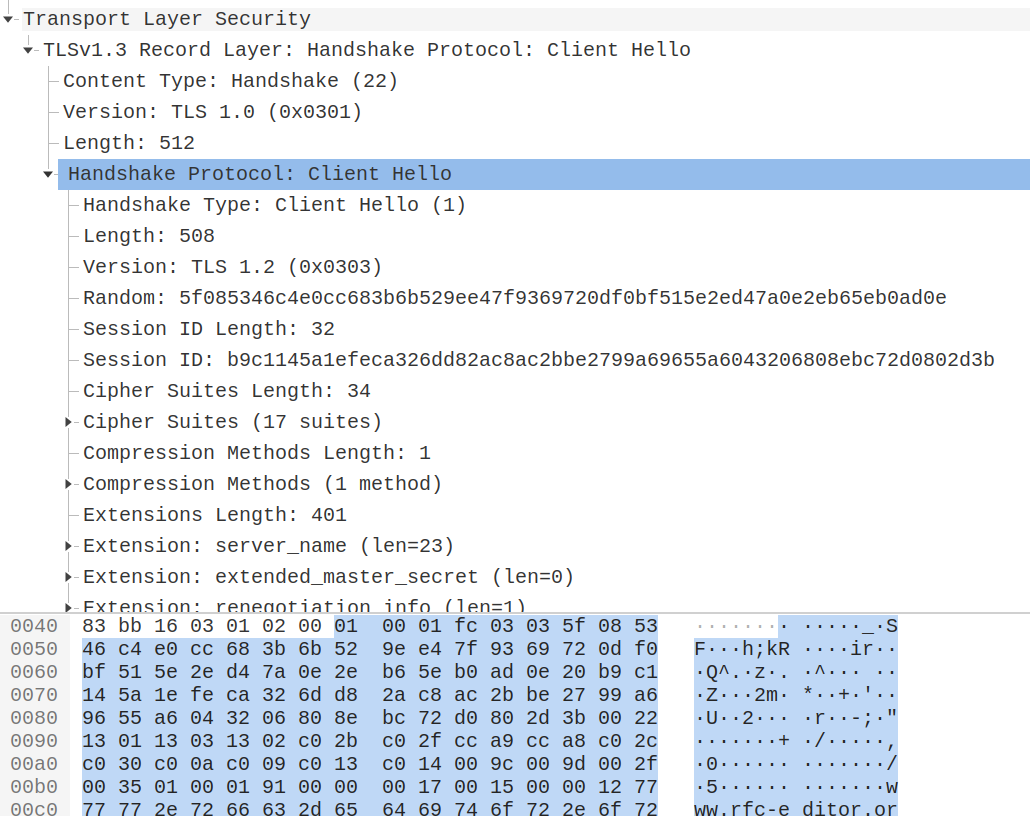 Transport Layer Security
TLSv1.3 Record Layer: Handshake Protocol: Client Hello
Content Type: Handshake (22)
Version: TLS 1.0 (0x0301)
Length: 512
Handshake Protocol: Client Hello
Handshake Type: Client Hello (1)
Length: 508
Version: TLS 1.2 (0x0303)
Random: 5f085346c4e0cc683b6b529ee47f9369720df0bf515e2ed47a0e2eb65eb0ad0e
Session ID Length: 32
Session ID: b9c1145a1efeca326dd82ac8ac2bbe2799a69655a6043206808ebc72d0802d3b
Cipher Suites Length: 34
Cipher Suites (17 suites)
Compression Methods Length: 1
Compression Methods (1 method)
Extensions Length: 401
Extension: server_name (len=23)
Extension: extended_master_secret (len=0)
Extension: renegotiation_info (len=1)
0040 83 bb 16 03 01 02 00 01 00 01 fc 03 03 5f 08 53 ········ ·····_·S
0050 46 c4 e0 cc 68 3b 6b 52 9e e4 7f 93 69 72 0d f0 F···h;kR ····ir··
0060 bf 51 5e 2e d4 7a 0e 2e b6 5e b0 ad 0e 20 b9 c1 ·Q^.·z·. ·^··· ··
0070 14 5a 1e fe ca 32 6d d8 2a c8 ac 2b be 27 99 a6 ·Z···2m· *··+·'··
0080 96 55 a6 04 32 06 80 8e bc 72 d0 80 2d 3b 00 22 ·U··2··· ·r··-;·"
0090 13 01 13 03 13 02 c0 2b c0 2f cc a9 cc a8 c0 2c ·······+ ·/·····,
00a0 c0 30 c0 0a c0 09 c0 13 c0 14 00 9c 00 9d 00 2f ·0······ ·······/
00b0 00 35 01 00 01 91 00 00 00 17 00 15 00 00 12 77 ·5······ ·······w
00c0 77 77 2e 72 66 63 2d 65 64 69 74 6f 72 2e 6f 72 ww.rfc-e ditor.or